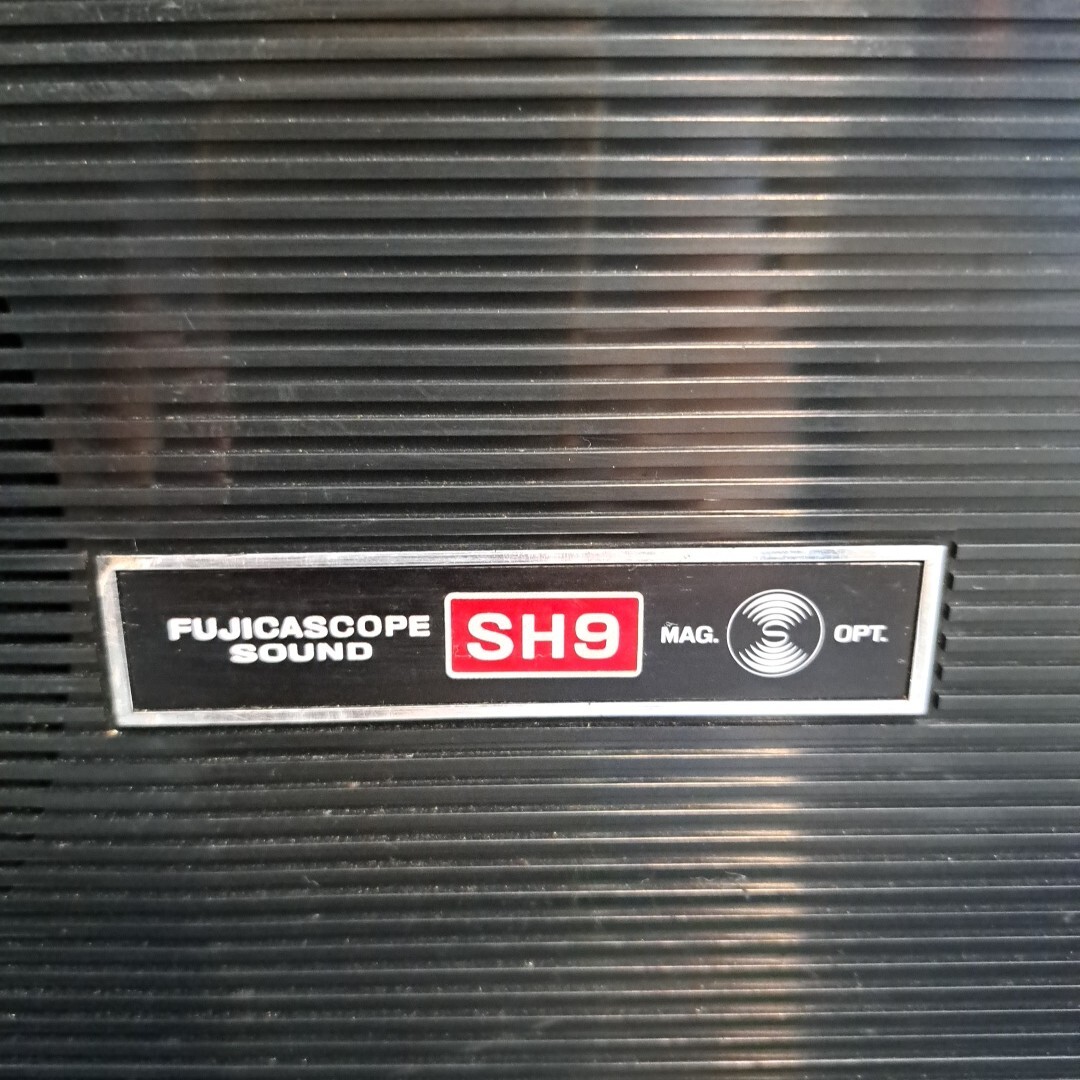 FUJICASCOPE
SOUND
SH9
MAG. S OPT.